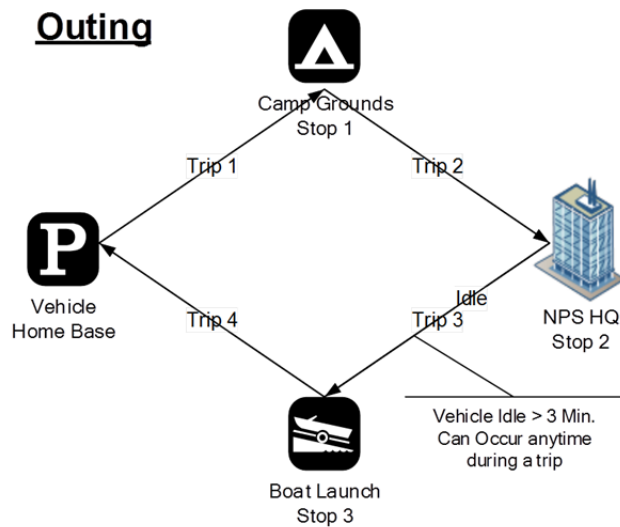 Outing
Camp Grounds
Stop 1
Trip 1
Trip 2
P
Vehicle
Home Base
Idle
NPS HQ
Stop 2
Trip 4
Trip 3
Vehicle Idle > 3 Min.
Can Occur anytime
during a trip
Boat Launch
Stop 3